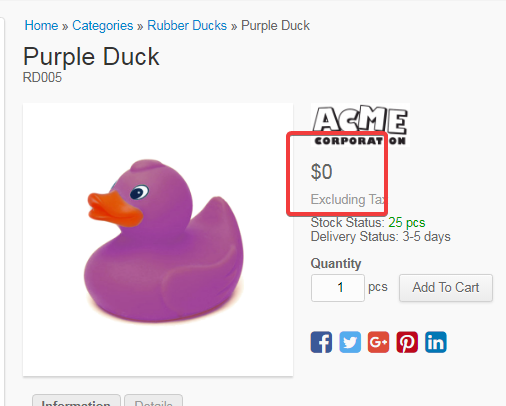 Home » Categories » Rubber Ducks » Purple Duck
Purple Duck
RD005
ACME
CORPORATION
$0
Excluding Tax
Stock Status: 25 pcs
Delivery Status: 3-5 days
Quantity
1 pcs Add To Cart
f G+ in
Information Details